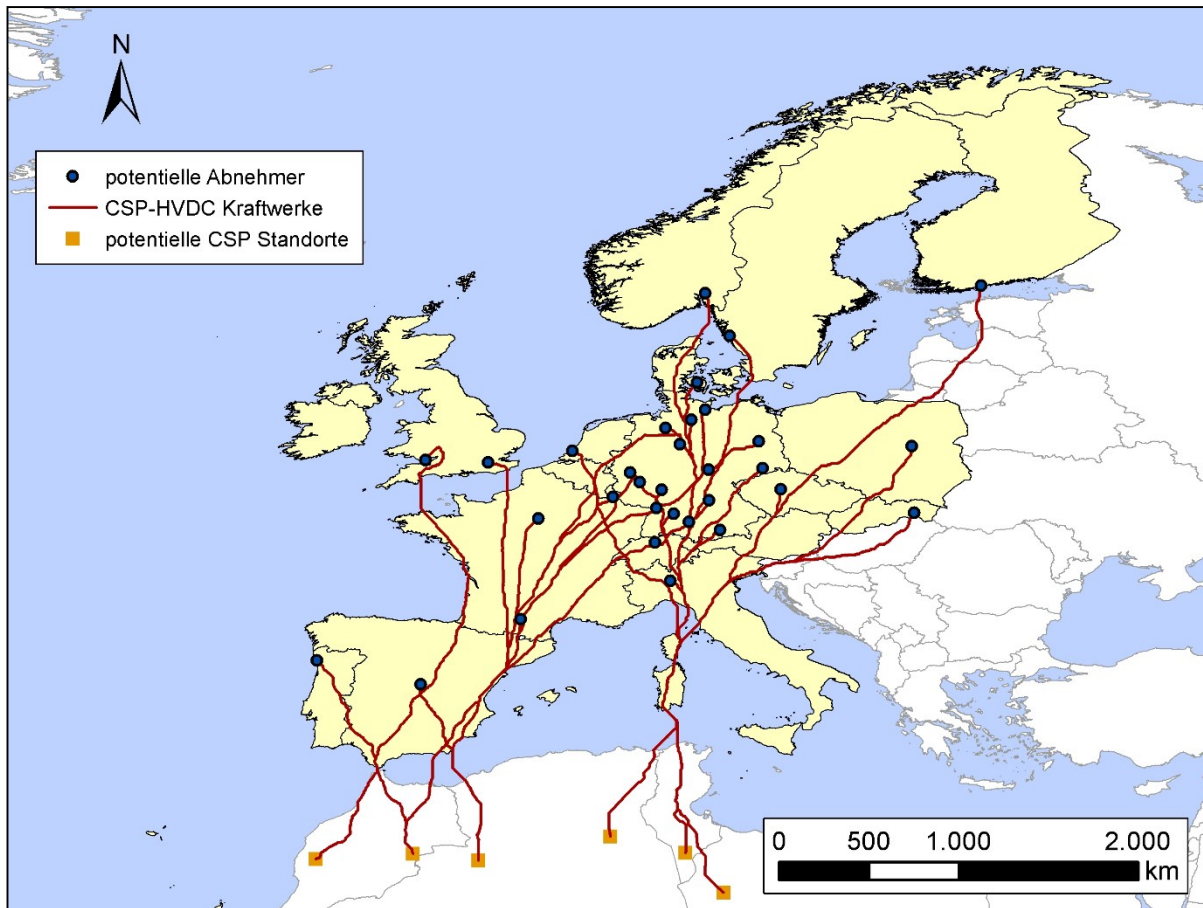 N
potentielle Abnehmer
CSP-HVDC Kraftwerke
potentielle CSP Standorte
0 500 1.000 2.000
km